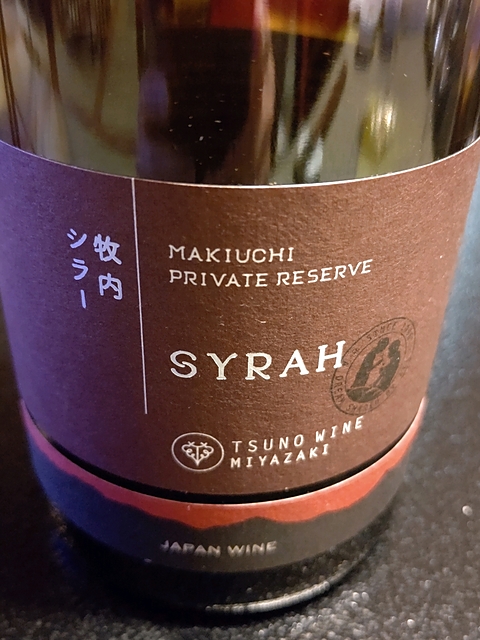 牧内
シラー
MAKIUCHI
PRIVATE RESERVE
SYRAH
TSUNO WINE
MIYAZAKI
JAPAN WINE